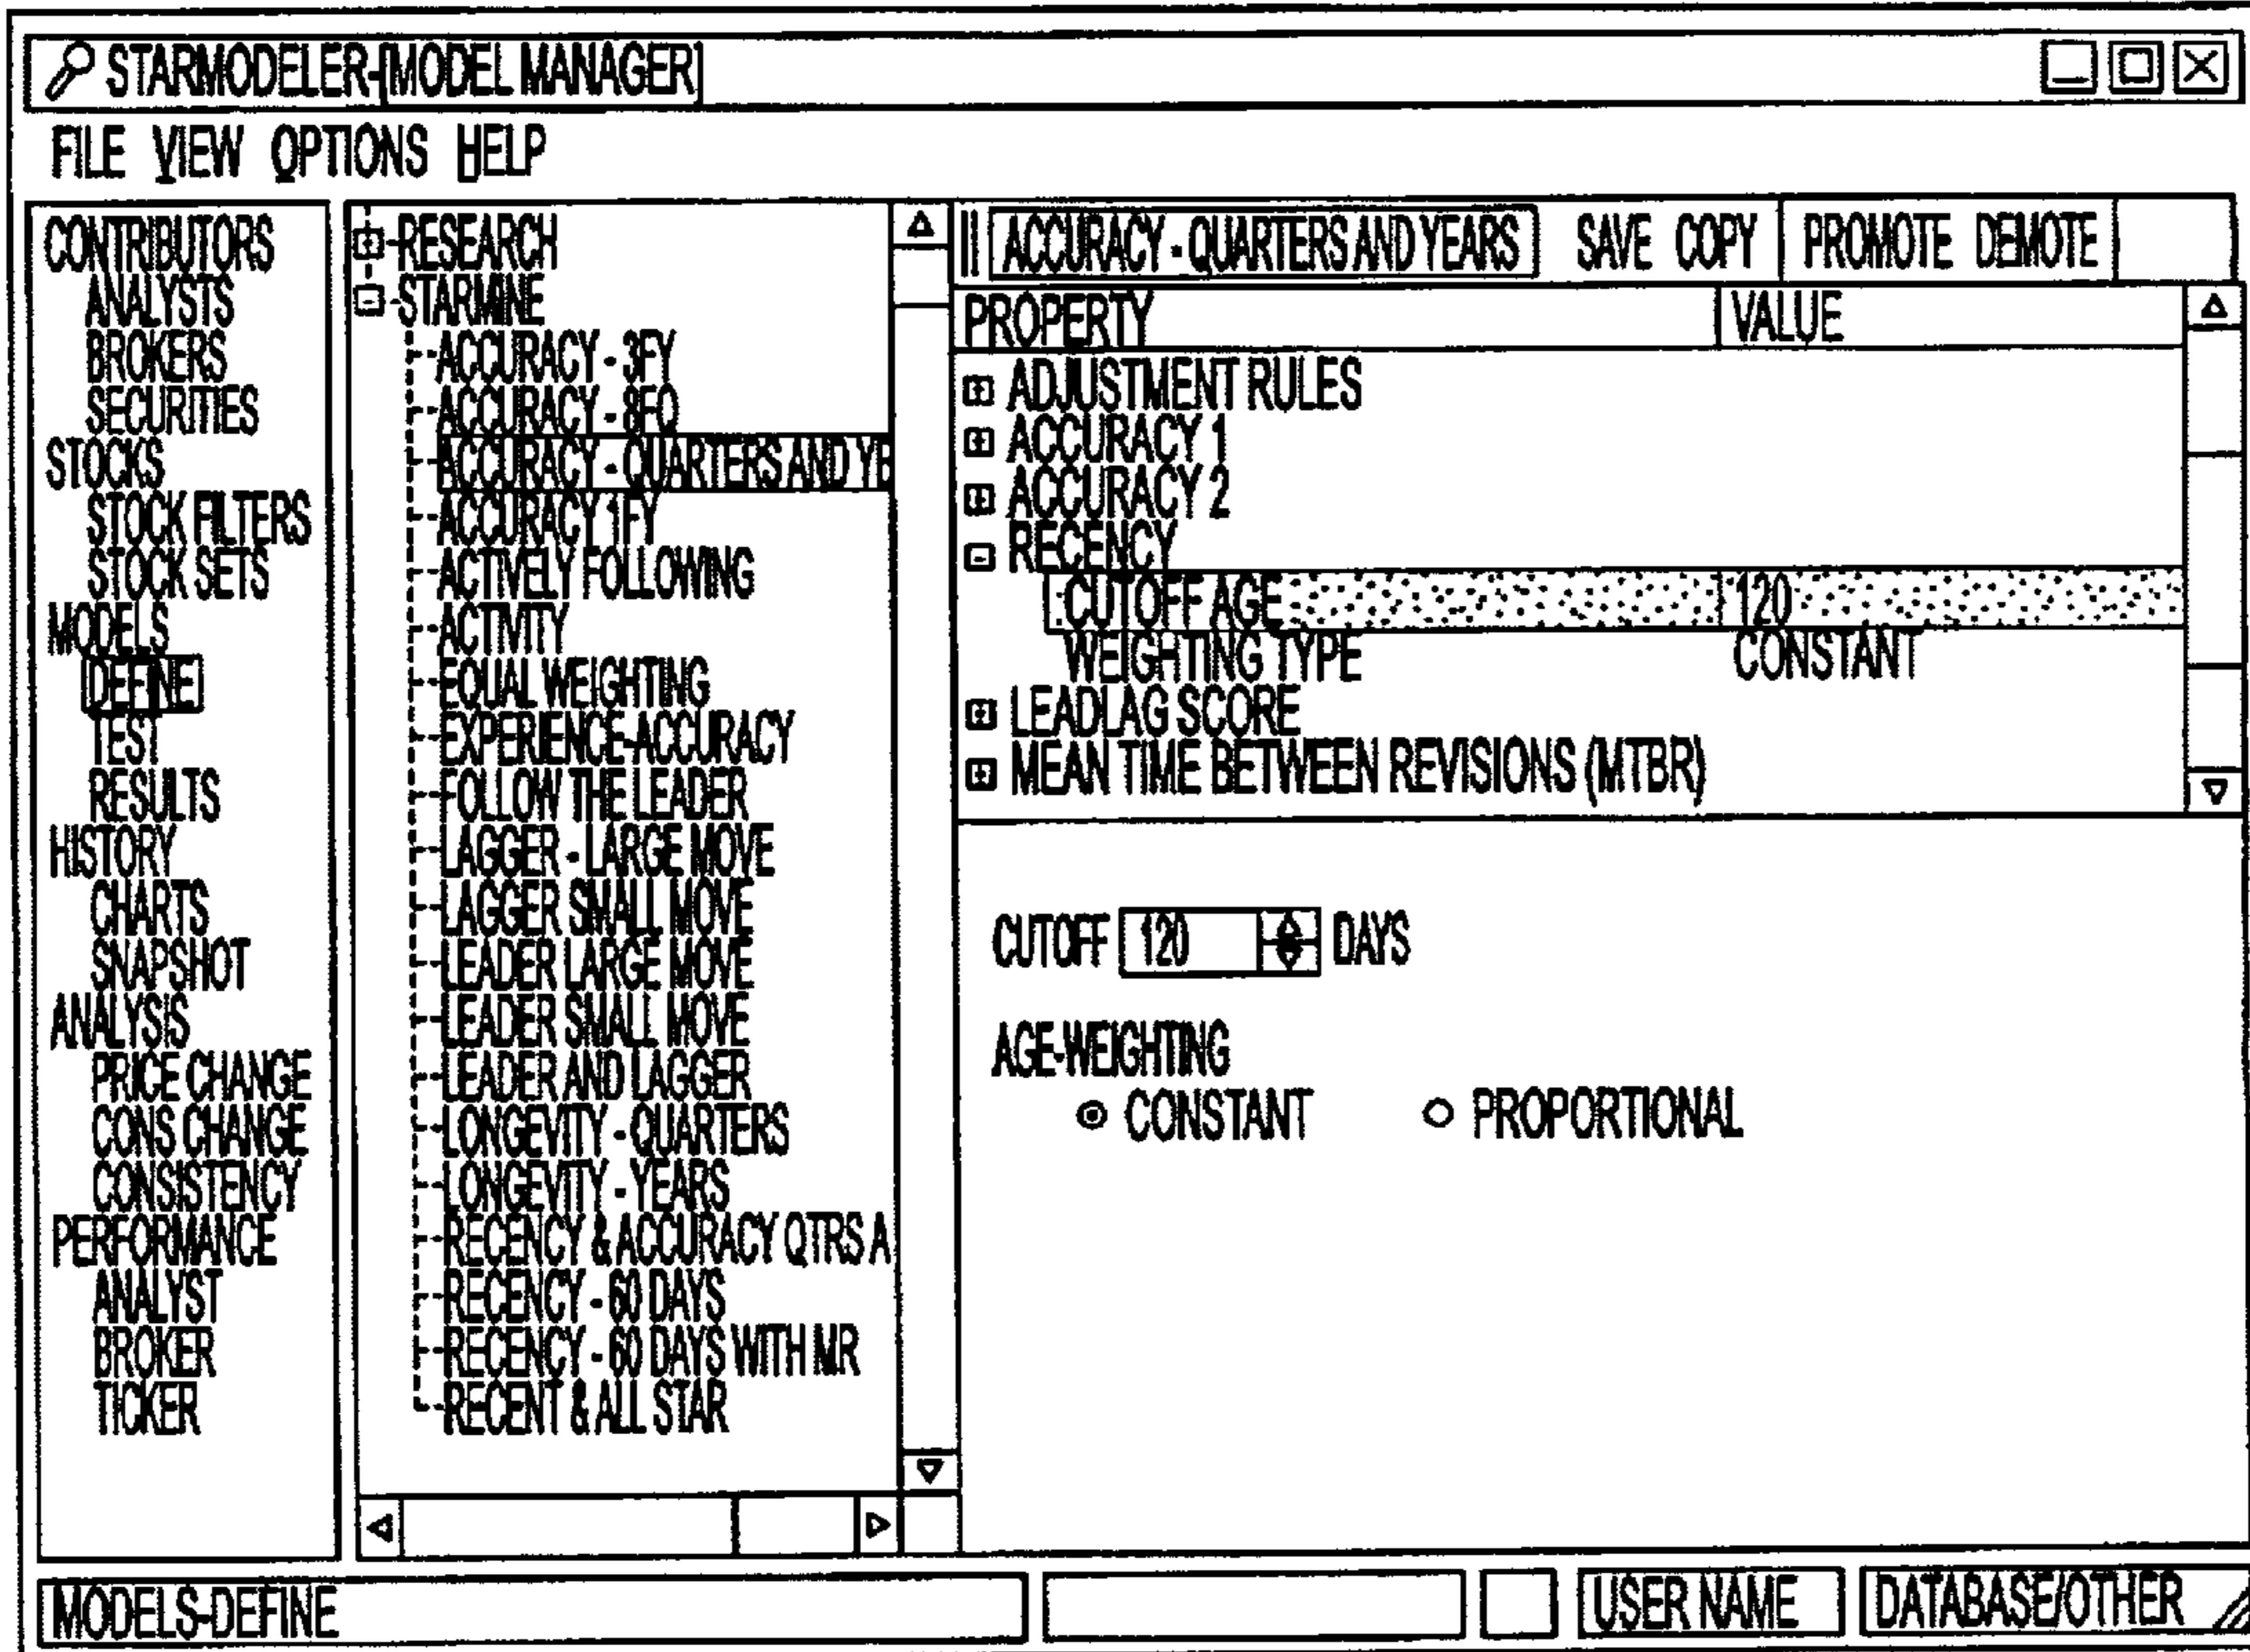 STARMODELER-[MODEL MANAGER]
FILE VIEW OPTIONS HELP
CONTRIBUTORS
ANALYSTS
BROKERS
SECURITIES
STOCKS
STOCK FILTERS
STOCK SETS
MODELS
DEFINE
TEST
RESULTS
HISTORY
CHARTS
SNAPSHOT
ANALYSIS
PRICE CHANGE
CONS CHANGE
CONSISTENCY
PERFORMANCE
ANALYST
BROKER
TICKER
RESEARCH
STARMINE
ACCURACY - 3FY
ACCURACY - 8FQ
ACCURACY - QUARTERS AND YE
ACCURACY 1FY
ACTIVELY FOLLOWING
ACTIVITY
EQUAL WEIGHTING
EXPERIENCE-ACCURACY
FOLLOW THE LEADER
LAGGER - LARGE MOVE
LAGGER SMALL MOVE
LEADER LARGE MOVE
LEADER SMALL MOVE
LEADER AND LAGGER
LONGEVITY - QUARTERS
LONGEVITY - YEARS
RECENCY & ACCURACY QTRS A
RECENCY - 60 DAYS
RECENCY - 60 DAYS WITH MR
RECENT & ALL STAR
ACCURACY - QUARTERS AND YEARS SAVE COPY PROMOTE DEMOTE
PROPERTY VALUE
ADJUSTMENT RULES
ACCURACY 1
ACCURACY 2
RECENCY
CUTOFF AGE 120
WEIGHTING TYPE CONSTANT
LEADLAG SCORE
MEAN TIME BETWEEN REVISIONS (MTBR)
CUTOFF 120 DAYS
AGE-WEIGHTING
CONSTANT PROPORTIONAL
MODELS-DEFINE USER NAME DATABASE/OTHER